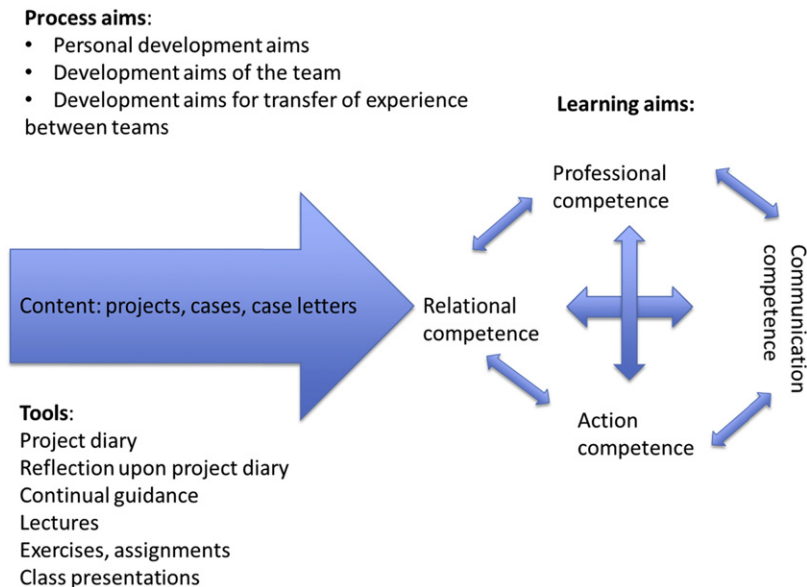 Process aims:
• Personal development aims
• Development aims of the team
• Development aims for transfer of experience
between teams
Learning aims:
Professional
competence
Content: projects, cases, case letters
Relational
competence
Communication
competence
Action
competence
Tools:
Project diary
Reflection upon project diary
Continual guidance
Lectures
Exercises, assignments
Class presentations